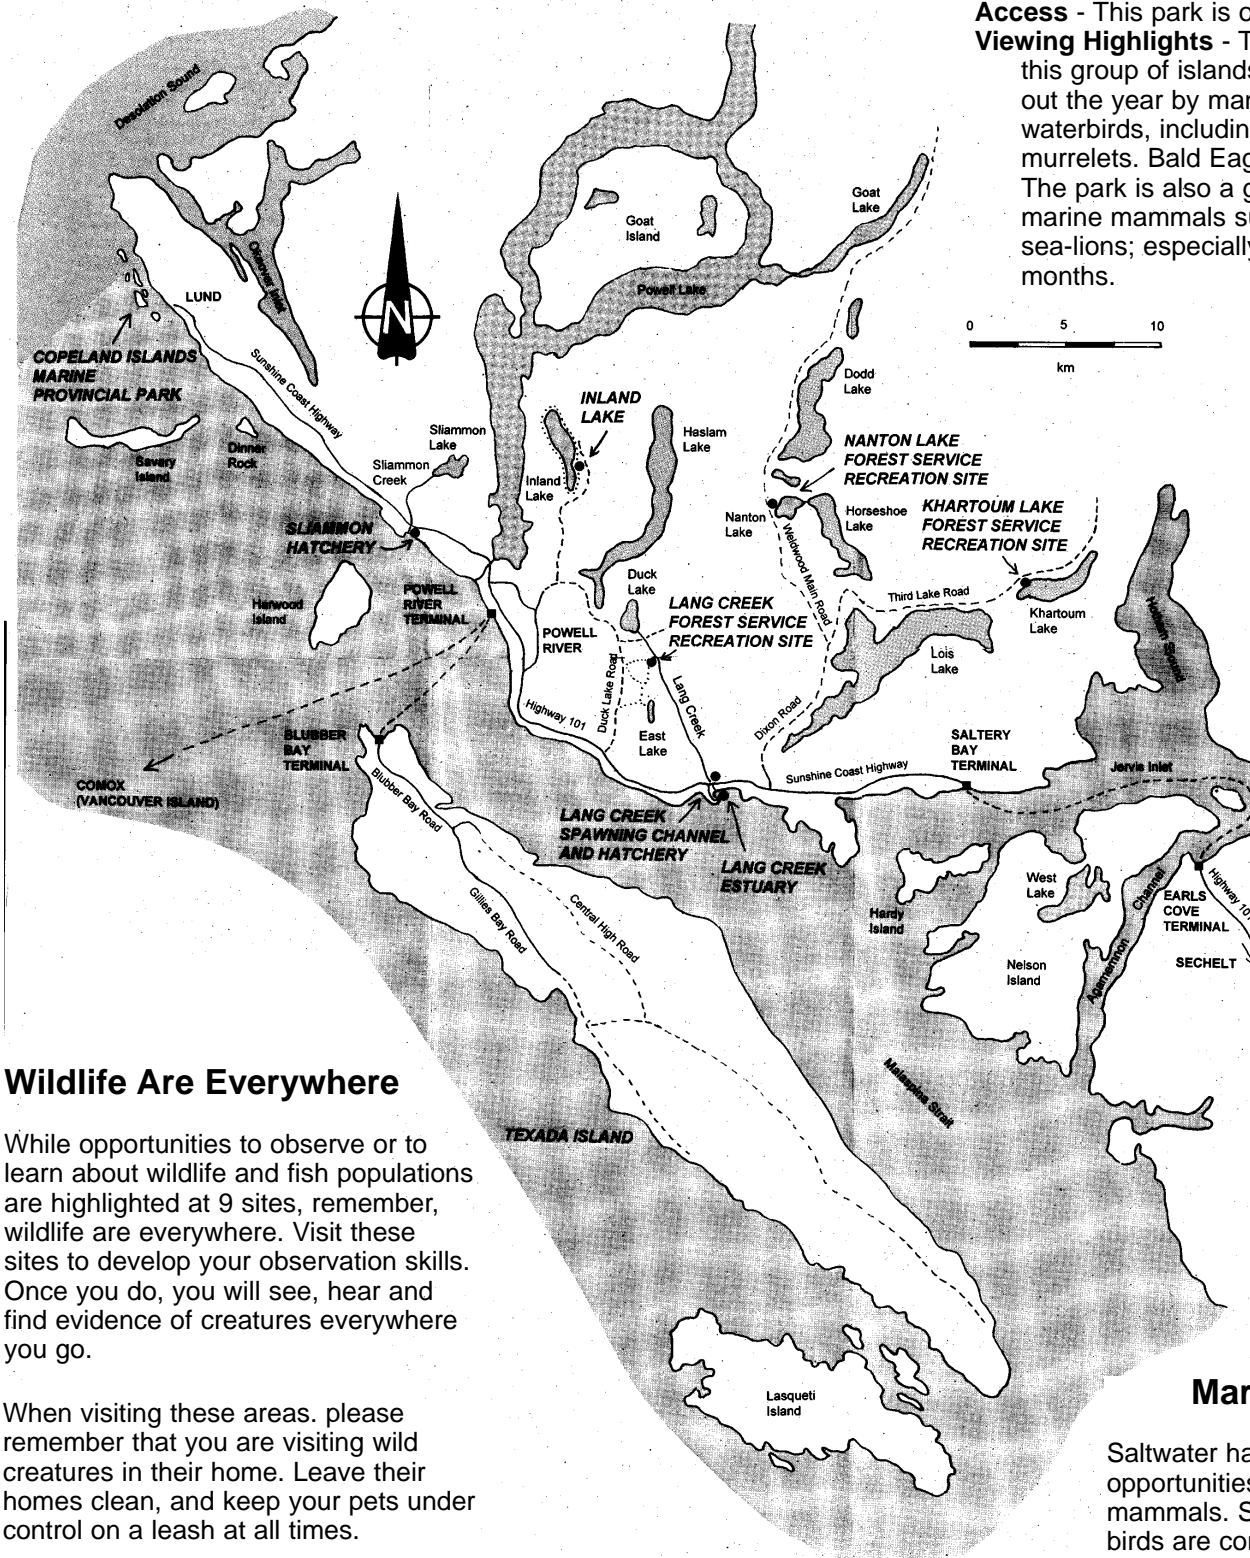 Access - This park is o
Viewing Highlights - T
this group of islands
out the year by mar
waterbirds, includin
murrelets. Bald Eag
The park is also a g
marine mammals su
sea-lions; especially
months.
Desolation Sound
Goat
Lake
Goat
Island
Powell Lake
Okeover Inlet
LUND
N
0 5 10
km
COPELAND ISLANDS
MARINE
PROVINCIAL PARK
Sunshine Coast Highway
Savary
Island
Dinner
Rock
Sliammon
Lake
Sliammon
Creek
INLAND
LAKE
Inland
Lake
Haslam
Lake
Dodd
Lake
NANTON LAKE
FOREST SERVICE
RECREATION SITE
Nanton
Lake
Horseshoe
Lake
KHARTOUM LAKE
FOREST SERVICE
RECREATION SITE
SLIAMMON
HATCHERY
Harwood
Island
POWELL
RIVER
TERMINAL
POWELL
RIVER
Duck
Lake
LANG CREEK
FOREST SERVICE
RECREATION SITE
Weldwood Main Road
Third Lake Road
Khartoum
Lake
Hotham Sound
Lois
Lake
Duck Lake Road
Lang Creek
East
Lake
Dixon Road
Highway 101
BLUBBER
BAY
TERMINAL
COMOX
(VANCOUVER ISLAND)
Blubber Bay Road
SALTERY
BAY
TERMINAL
Sunshine Coast Highway
Jervis Inlet
LANG CREEK
SPAWNING CHANNEL
AND HATCHERY
LANG CREEK
ESTUARY
Gillies Bay Road
Central High Road
Hardy
Island
West
Lake
Nelson
Island
Agamemnon Channel
EARLS
COVE
TERMINAL
Highway 101
SECHELT
Malaspina Strait
TEXADA ISLAND
Lasqueti
Island
Wildlife Are Everywhere
While opportunities to observe or to
learn about wildlife and fish populations
are highlighted at 9 sites, remember,
wildlife are everywhere. Visit these
sites to develop your observation skills.
Once you do, you will see, hear and
find evidence of creatures everywhere
you go.
When visiting these areas. please
remember that you are visiting wild
creatures in their home. Leave their
homes clean, and keep your pets under
control on a leash at all times.
Mar
Saltwater ha
opportunities
mammals. S
birds are co